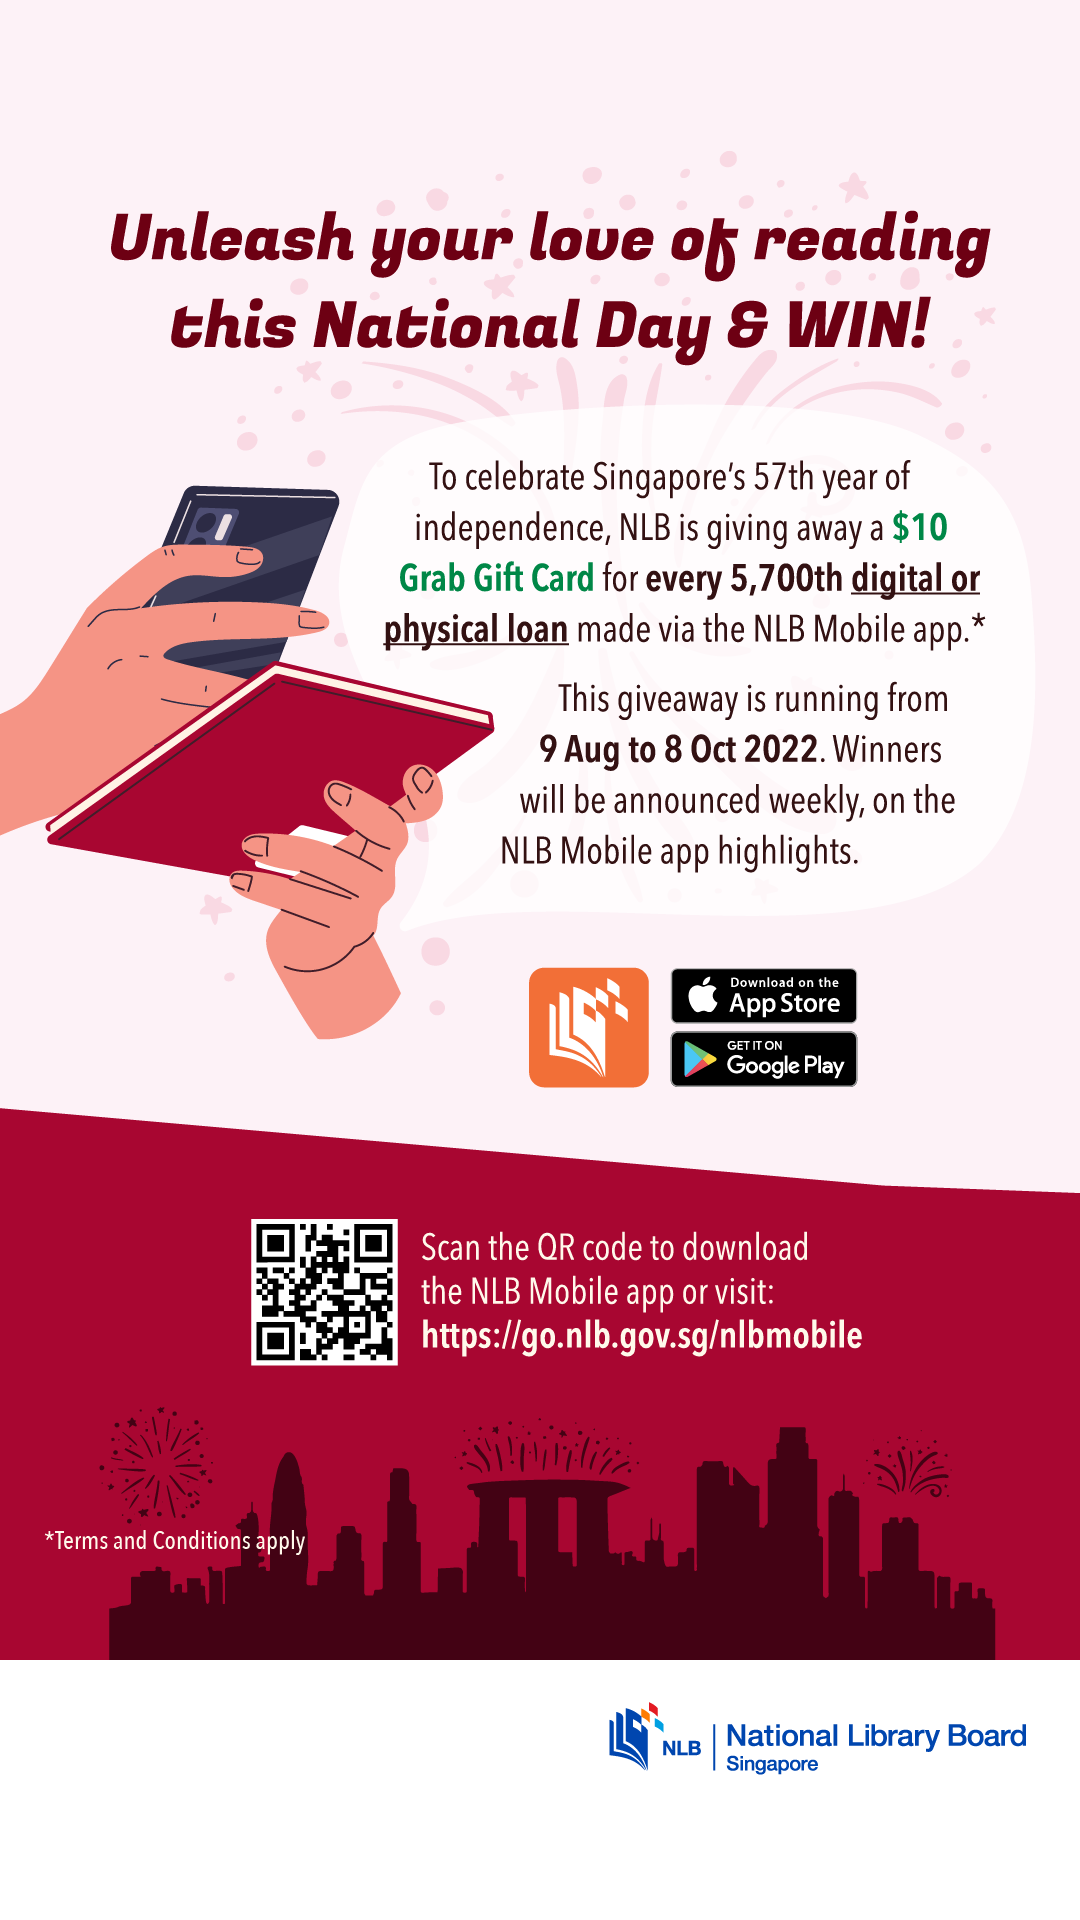 Unleash your love of reading
this National Day & WIN!
To celebrate Singapore's 57th year of
independence, NLB is giving away a $10
Grab Gift Card for every 5,700th digital or
physical loan made via the NLB Mobile app.*
This giveaway is running from
9 Aug to 8 Oct 2022. Winners
will be announced weekly, on the
NLB Mobile app highlights.
Download on the
App Store
GET IT ON
Google Play
Scan the QR code to download
the NLB Mobile app or visit:
https://go.nlb.gov.sg/nlbmobile
*Terms and Conditions apply
NLB
National Library Board
Singapore